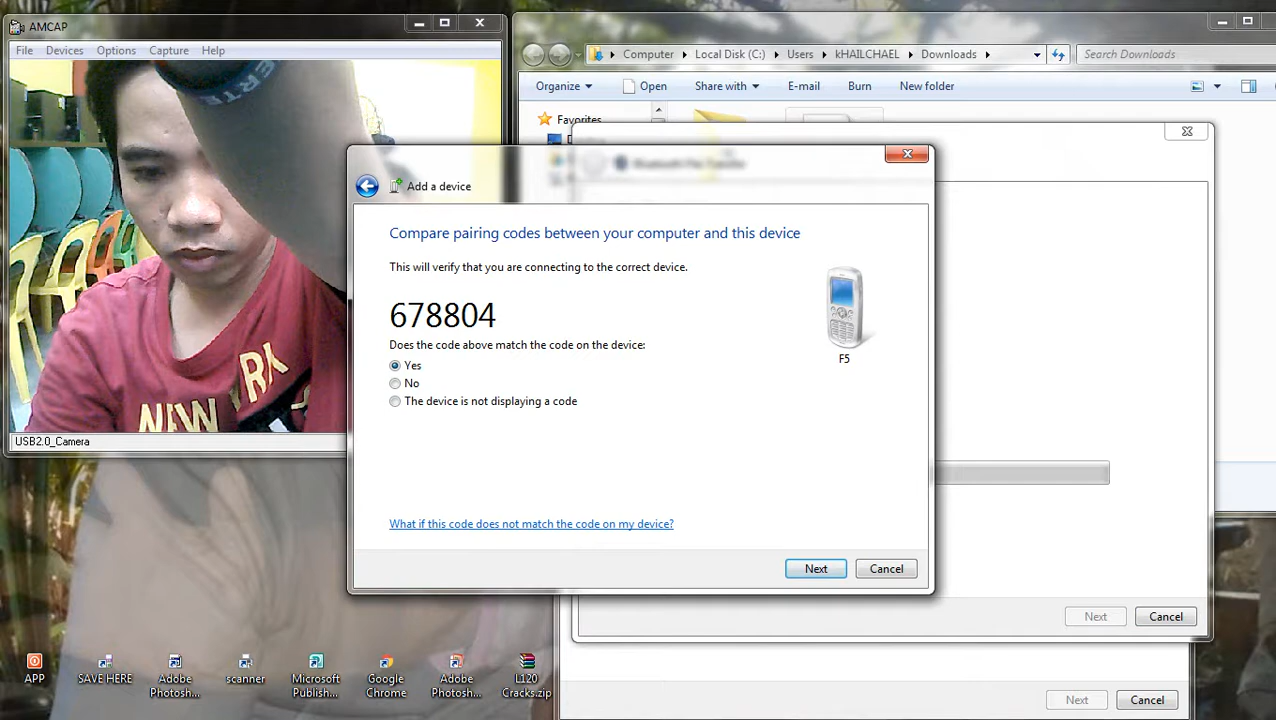 AMCAP
File Devices Options Capture Help
USB2.0_Camera
Computer Local Disk (C:) Users kHAILCHAEL Downloads
Search Downloads
Organize Open Share with E-mail Burn New folder
Favorites
Bluetooth File Transfer
Add a device
Compare pairing codes between your computer and this device
This will verify that you are connecting to the correct device.
678804
Does the code above match the code on the device:
Yes
No
The device is not displaying a code
F5
What if this code does not match the code on my device?
Next Cancel
Next Cancel
Next Cancel
NEW YORK
APP
SAVE HERE
Adobe
Photosh...
scanner
Microsoft
Publish...
Google
Chrome
Adobe
Photosh...
L120
Cracks.zip